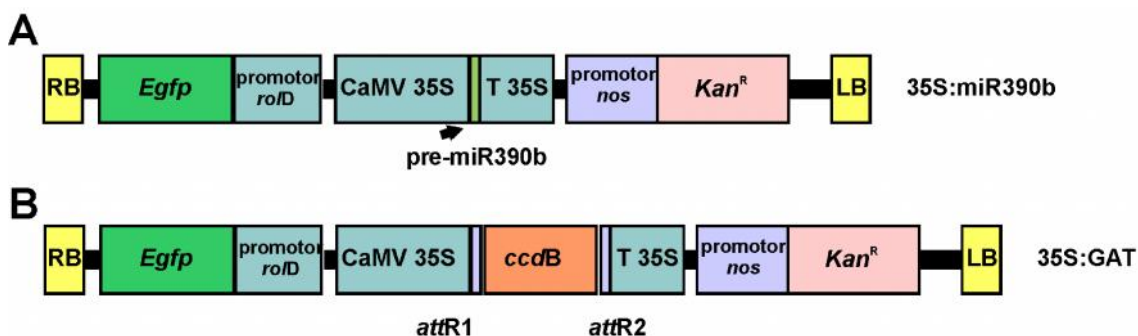 A
RB Egfp promotor rolD CaMV 35S T 35S promotor nos Kanᴿ LB 35S:miR390b
pre-miR390b
B
RB Egfp promotor rolD CaMV 35S ccdB T 35S promotor nos Kanᴿ LB 35S:GAT
attR1 attR2